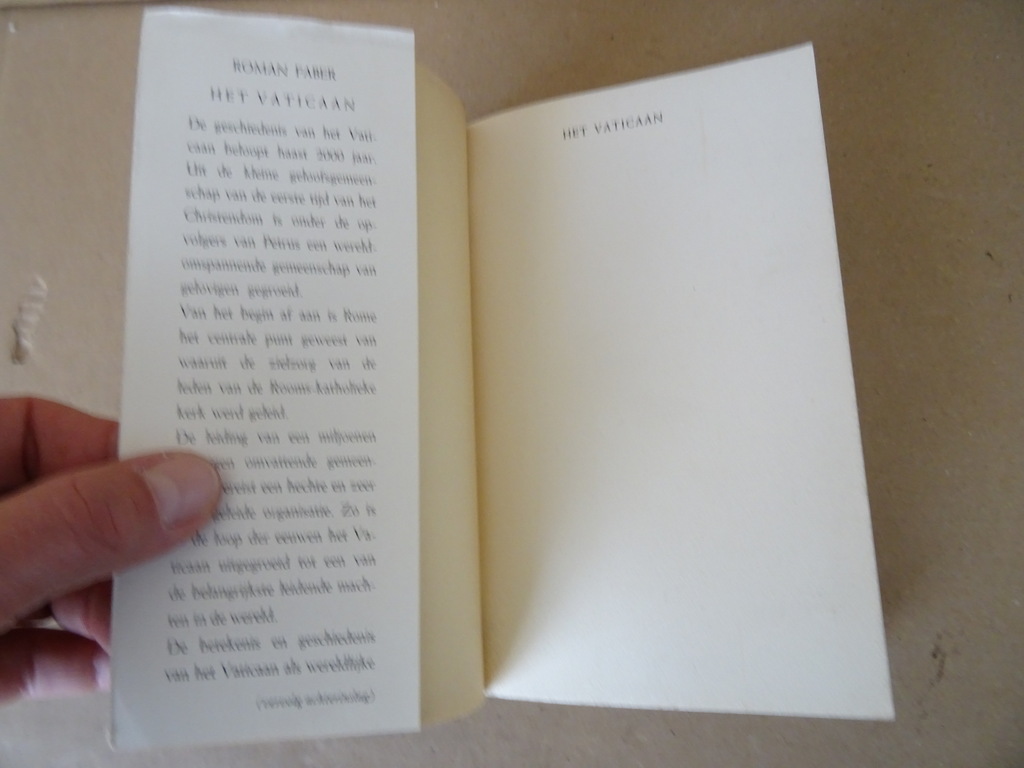 ROMAN FABER
HET VATICAAN
De geschiedenis van het Vati-
caan beloopt haast 2000 jaar.
Uit de kleine geloofsgemeen-
schap van de eerste tijd van het
Christendom is onder de op-
volgers van Petrus een wereld-
omspannende gemeenschap van
gelovigen gegroeid.
Van het begin af aan is Rome
het centrale punt geweest van
waaruit de zielzorg van de
leden van de Rooms-katholieke
kerk werd geleid.
De leiding van een miljoenen
gen omvattende gemeen-
ereist een hechte en zeer
geleide organisatie. Zo is
de loop der eeuwen het Va-
ticaan uitgegroeid tot een van
de belangrijkste leidende mach-
ten in de wereld.
De betekenis en geschiedenis
van het Vaticaan als wereldlijke
(vervolg achteromslag)
HET VATICAAN